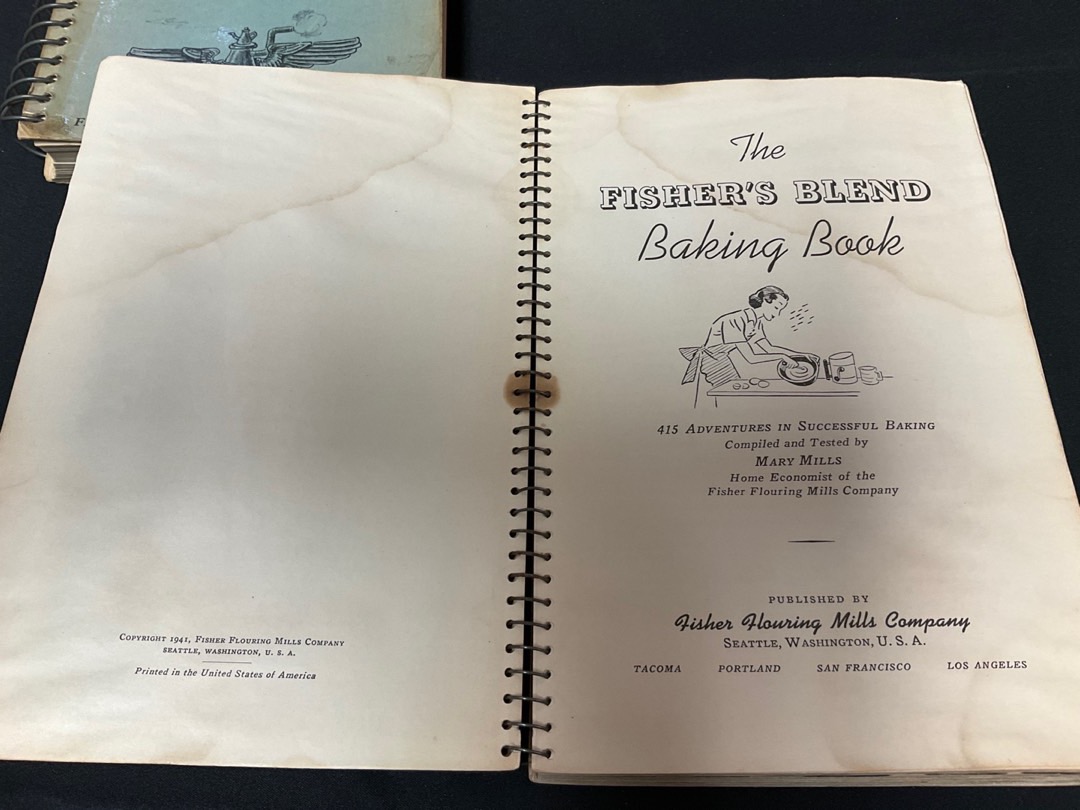 F
COPYRIGHT 1941, FISHER FLOURING MILLS COMPANY
SEATTLE, WASHINGTON, U. S. A.
Printed in the United States of America
The
FISHER'S BLEND
Baking Book
415 ADVENTURES IN SUCCESSFUL BAKING
Compiled and Tested by
MARY MILLS
Home Economist of the
Fisher Flouring Mills Company
PUBLISHED BY
Fisher Flouring Mills Company
SEATTLE, WASHINGTON, U. S. A.
TACOMA PORTLAND SAN FRANCISCO LOS ANGELES